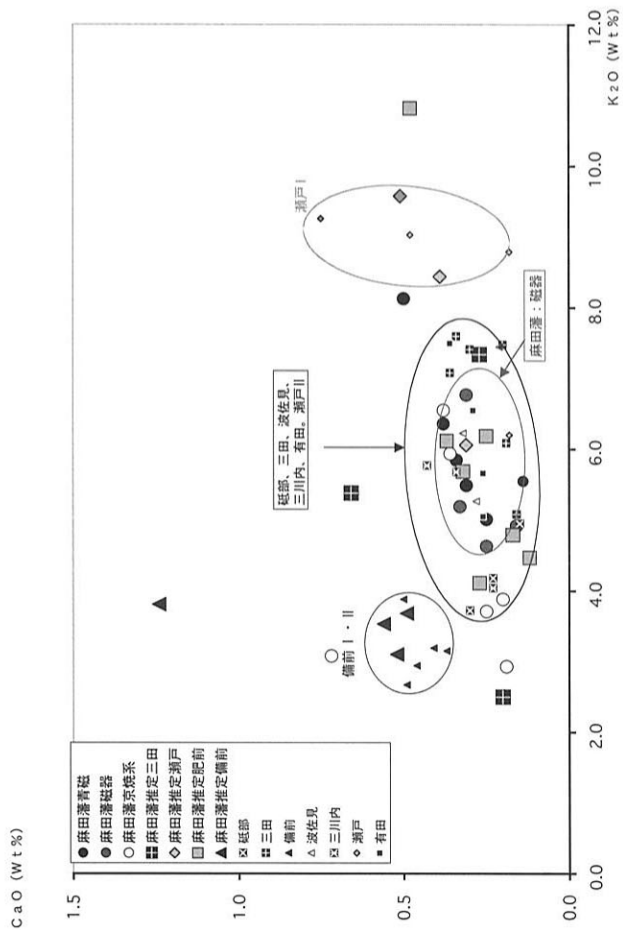 CaO (Wt%)
1.5
1.0
0.5
0.0
0.0
2.0
4.0
6.0
8.0
10.0
12.0
K₂O (Wt%)
麻田藩青磁
麻田藩磁器
麻田藩京焼系
麻田藩推定三田
麻田藩推定瀬戸
麻田藩推定肥前
麻田藩推定備前
砥部
三田
備前
波佐見
三川内
瀬戸
有田
備前Ⅰ・Ⅱ
砥部、三田、波佐見、
三川内、有田。瀬戸Ⅱ
瀬戸Ⅰ
麻田藩：磁器